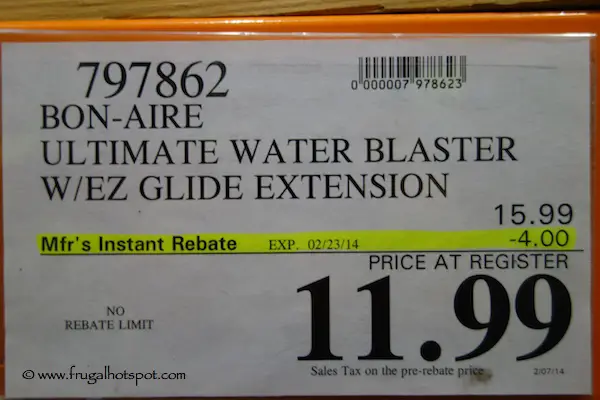 797862
0 000007 978623
BON-AIRE
ULTIMATE WATER BLASTER
W/EZ GLIDE EXTENSION
15.99
Mfr's Instant Rebate EXP. 02/23/14 -4.00
PRICE AT REGISTER
NO
REBATE LIMIT
11.99
Sales Tax on the pre-rebate price 2/07/14
© www.frugalhotspot.com